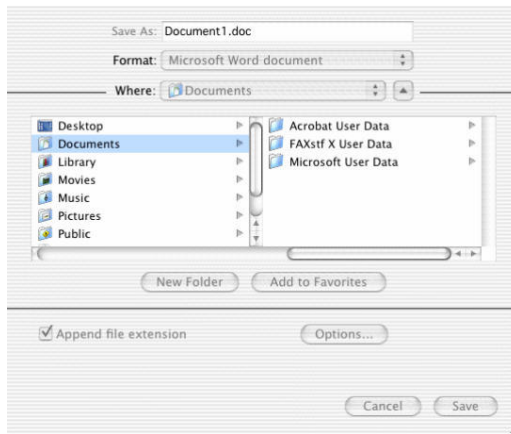 Save As: Document1.doc
Format: Microsoft Word document
Where: Documents
Desktop
Documents
Library
Movies
Music
Pictures
Public
Acrobat User Data
FAXstf X User Data
Microsoft User Data
New Folder Add to Favorites
Append file extension Options...
Cancel Save